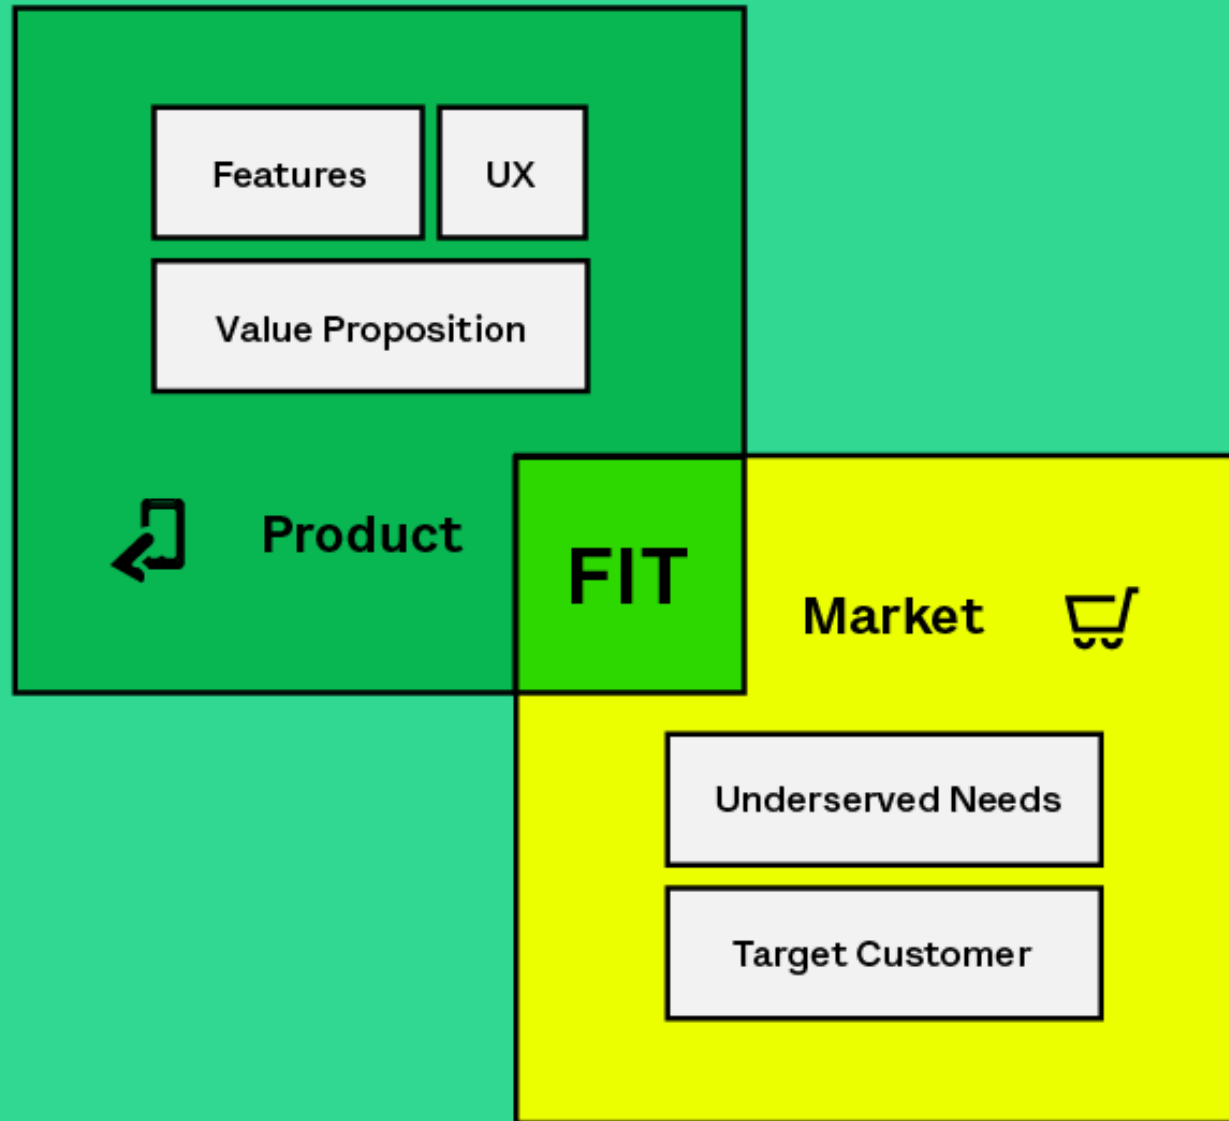 Features
UX
Value Proposition
Product
FIT
Market
Underserved Needs
Target Customer